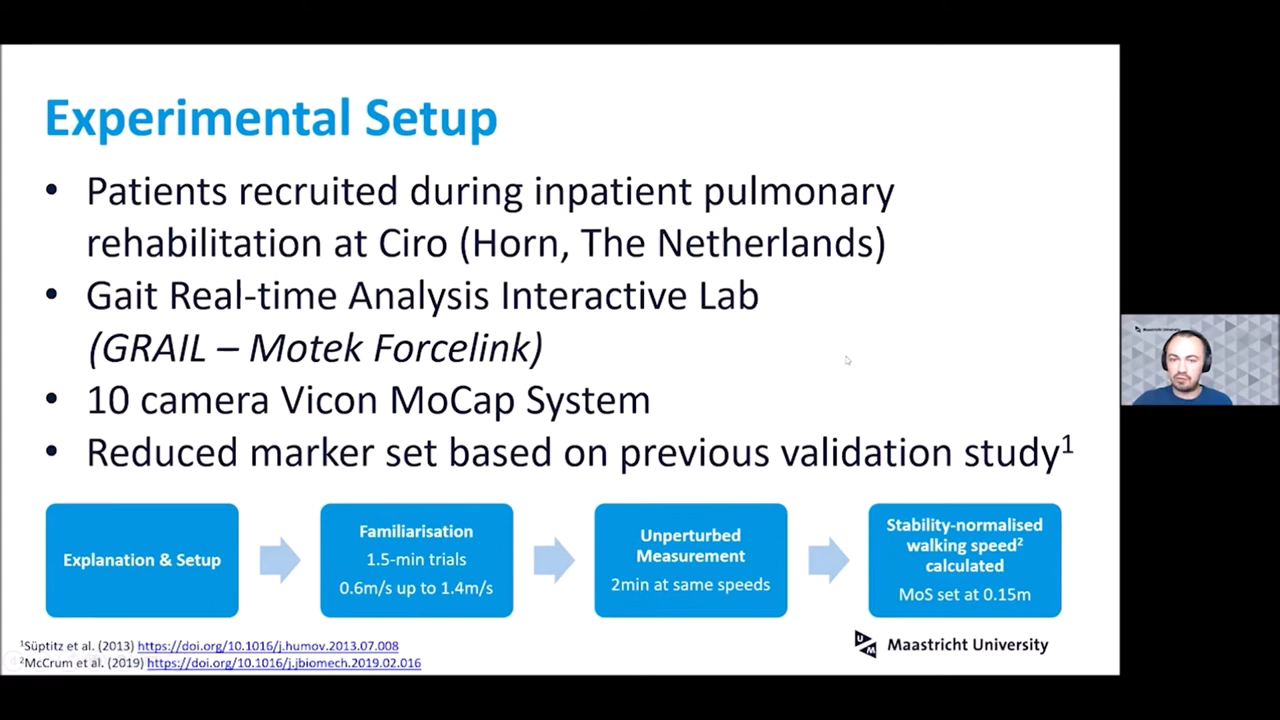 Experimental Setup
• Patients recruited during inpatient pulmonary
rehabilitation at Ciro (Horn, The Netherlands)
• Gait Real-time Analysis Interactive Lab
(GRAIL – Motek Forcelink)
• 10 camera Vicon MoCap System
• Reduced marker set based on previous validation study¹
Explanation & Setup
Familiarisation
1.5-min trials
0.6m/s up to 1.4m/s
Unperturbed
Measurement
2min at same speeds
Stability-normalised
walking speed²
calculated
MoS set at 0.15m
¹Süptitz et al. (2013) https://doi.org/10.1016/j.humov.2013.07.008
²McCrum et al. (2019) https://doi.org/10.1016/j.jbiomech.2019.02.016
UM Maastricht University
Maastricht University